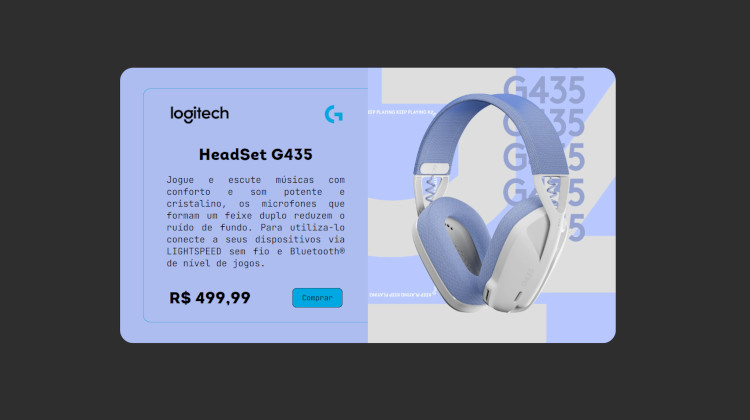 logitech
HeadSet G435
Jogue e escute músicas com
conforto e som potente e
cristalino, os microfones que
formam um feixe duplo reduzem o
ruído de fundo. Para utiliza-lo
conecte a seus dispositivos via
LIGHTSPEED sem fio e Bluetooth®
de nível de jogos.
R$ 499,99
Comprar
G435
G435
G435
G435
5